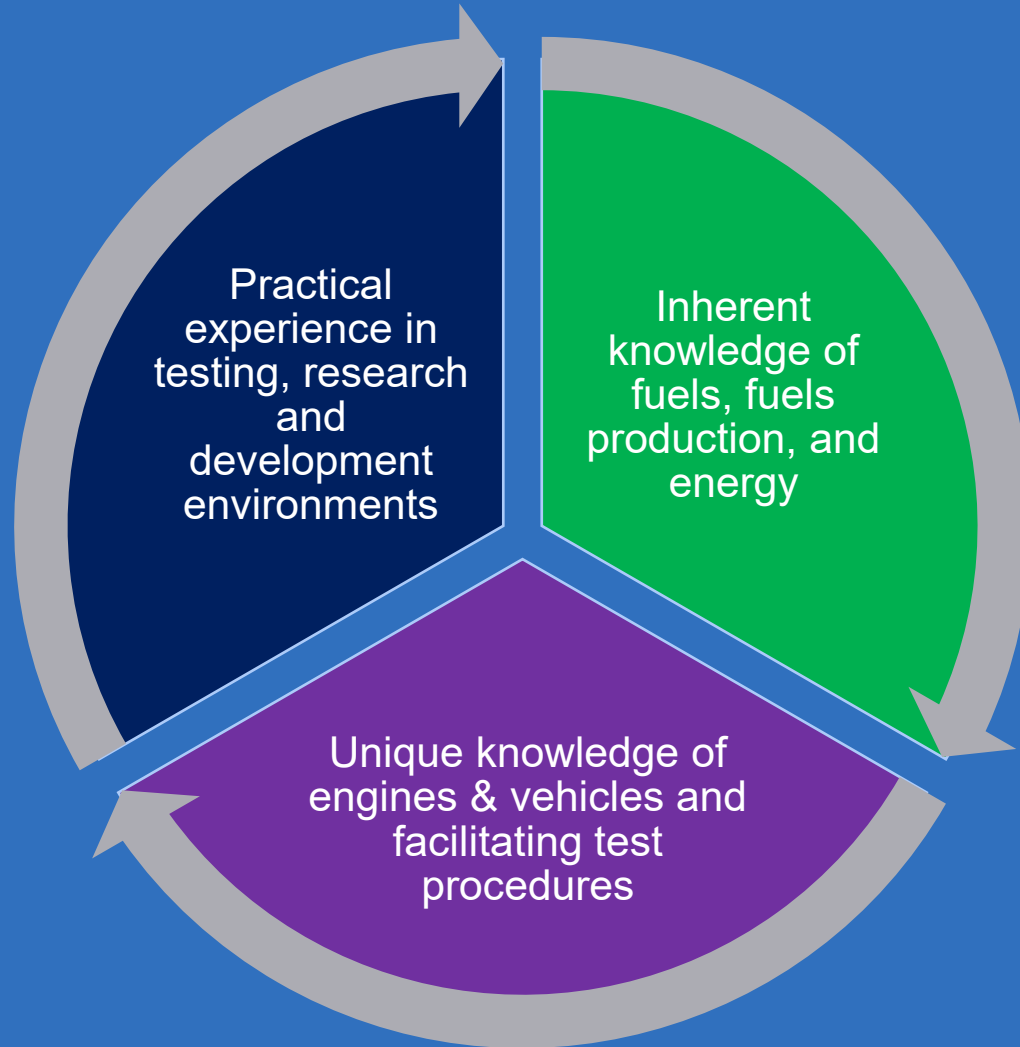 Practical
experience in
testing, research
and
development
environments
Inherent
knowledge of
fuels, fuels
production, and
energy
Unique knowledge of
engines & vehicles and
facilitating test
procedures